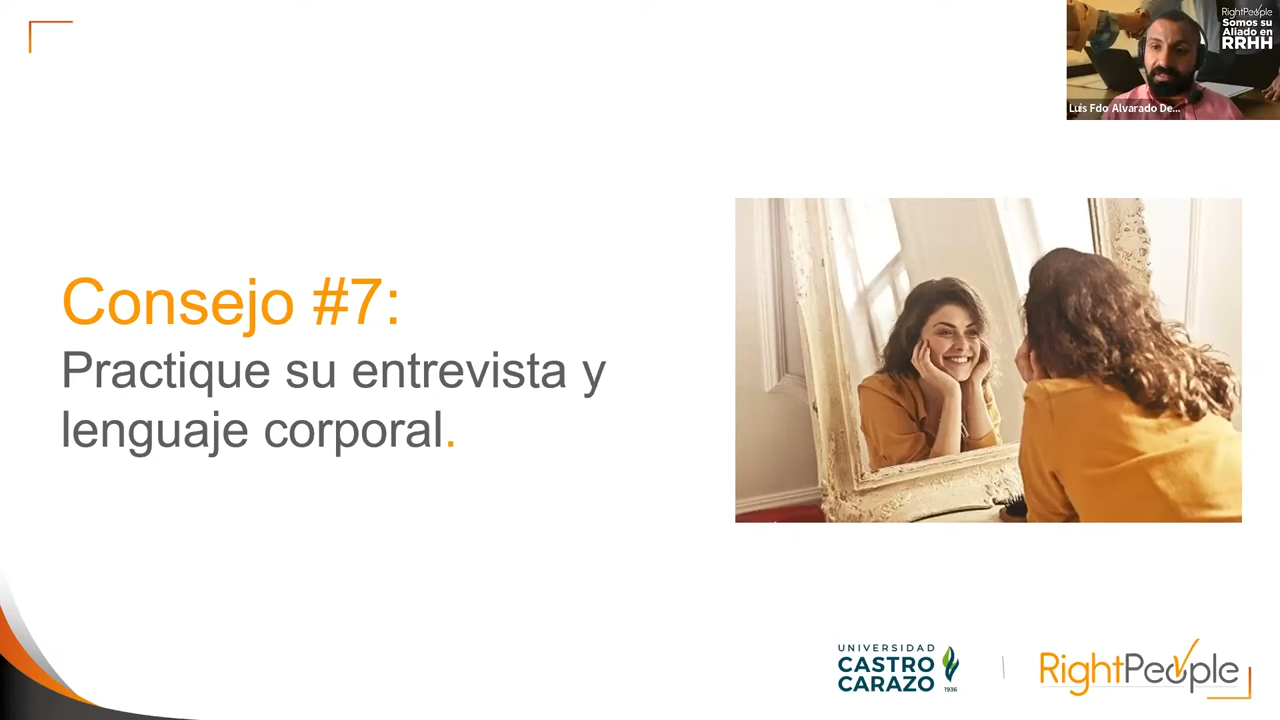 RightPeople
Somos su
Aliado en
RRHH
Luis Fdo Alvarado De...
Consejo #7:
Practique su entrevista y
lenguaje corporal.
UNIVERSIDAD
CASTRO
CARAZO
1936
RightPeople